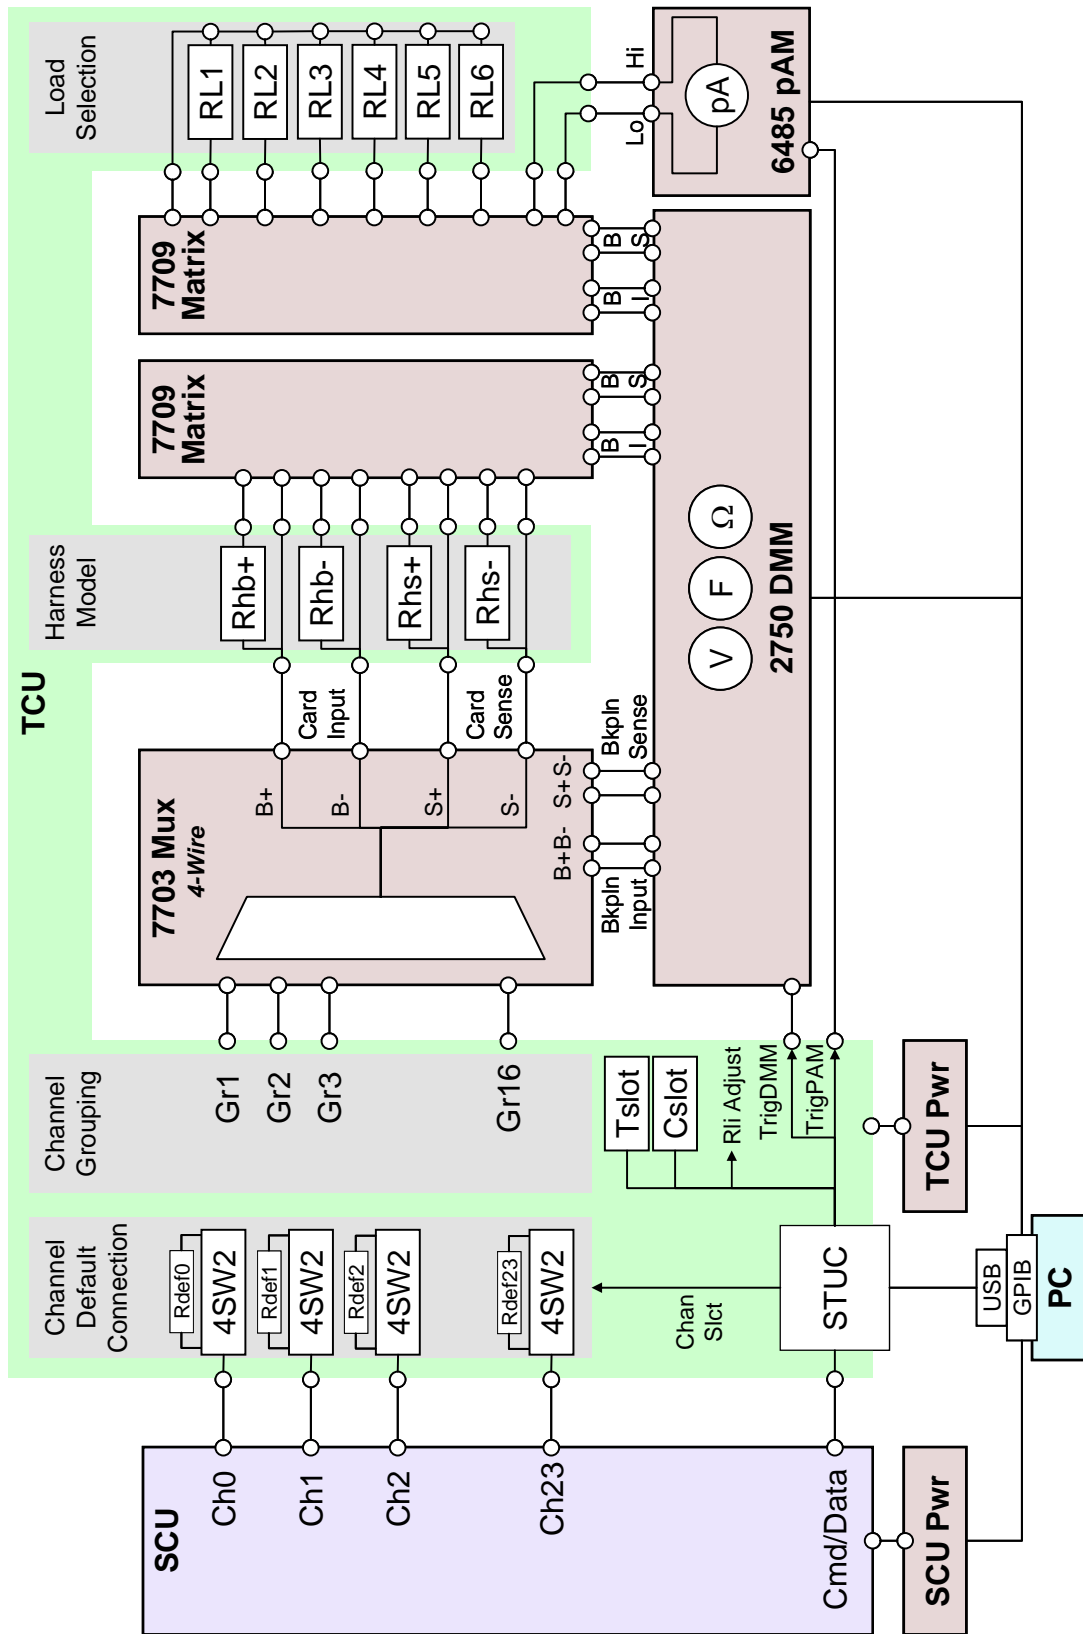 TCU
SCU
Ch0
Ch1
Ch2
Ch23
Cmd/Data
SCU Pwr
Channel
Default
Connection
Rdef0
4SW2
Rdef1
4SW2
Rdef2
4SW2
Rdef23
4SW2
Chan
Slct
STUC
USB
GPIB
PC
Channel
Grouping
Gr1
Gr2
Gr3
Gr16
Tslot
Cslot
Rli Adjust
TrigDMM
TrigPAM
TCU Pwr
7703 Mux
4-Wire
B+
B-
S+
S-
B+B-
S+S-
Card
Input
Card
Sense
Bkpln
Input
Bkpln
Sense
Harness
Model
Rhb+
Rhb-
Rhs+
Rhs-
7709
Matrix
B
I
B
S
7709
Matrix
B
I
B
S
V
F
Ω
2750 DMM
Load
Selection
RL1
RL2
RL3
RL4
RL5
RL6
Lo
Hi
pA
6485 pAM